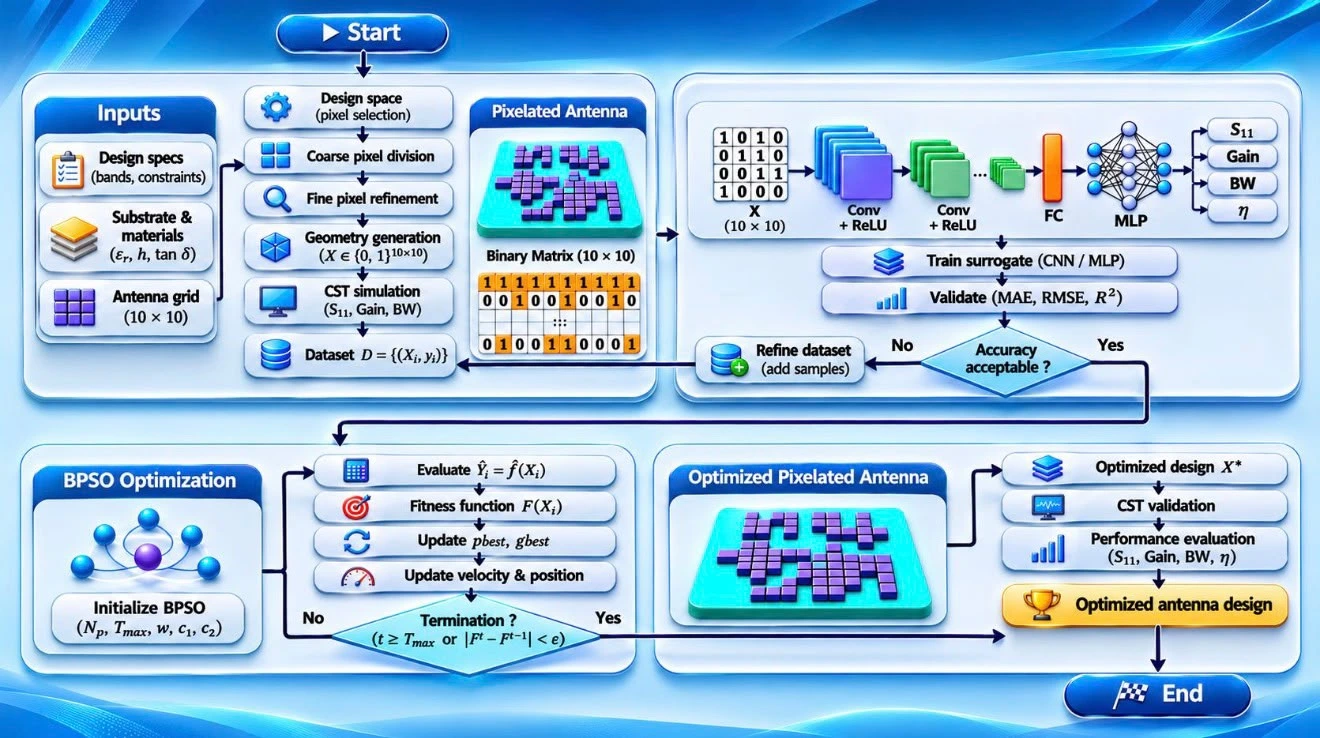 Start
Inputs
Design specs
(bands, constraints)
Substrate &
materials
(εr, h, tan δ)
Antenna grid
(10 × 10)
Design space
(pixel selection)
Coarse pixel division
Fine pixel refinement
Geometry generation
(X ∈ {0, 1}¹⁰ˣ¹⁰)
CST simulation
(S₁₁, Gain, BW)
Dataset D = {(Xᵢ, yᵢ)}
Pixelated Antenna
Binary Matrix (10 × 10)
1 1 1 1 1 1 1 1 1 1
0 0 1 0 0 1 0 0 1 0
:::
0 1 0 0 1 1 0 0 0 1
1 0 1 0
0 1 1 0
0 0 1 1
1 0 0 0
X
(10 × 10)
Conv
+ ReLU
Conv
+ ReLU
...
FC
MLP
S₁₁
Gain
BW
η
Train surrogate (CNN / MLP)
Validate (MAE, RMSE, R²)
Accuracy
acceptable ?
No
Yes
Refine dataset
(add samples)
BPSO Optimization
Initialize BPSO
(Nₚ, Tmax, w, c₁, c₂)
Evaluate Ŷᵢ = f̂(Xᵢ)
Fitness function F(Xᵢ)
Update pbest, gbest
Update velocity & position
Termination ?
(t ≥ Tmax or |Fᵗ − Fᵗ⁻¹| < e)
No
Yes
Optimized Pixelated Antenna
Optimized design X*
CST validation
Performance evaluation
(S₁₁, Gain, BW, η)
Optimized antenna design
End